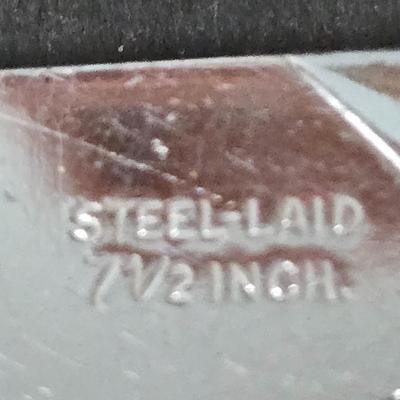 STEEL-LAID
7 1/2 INCH.